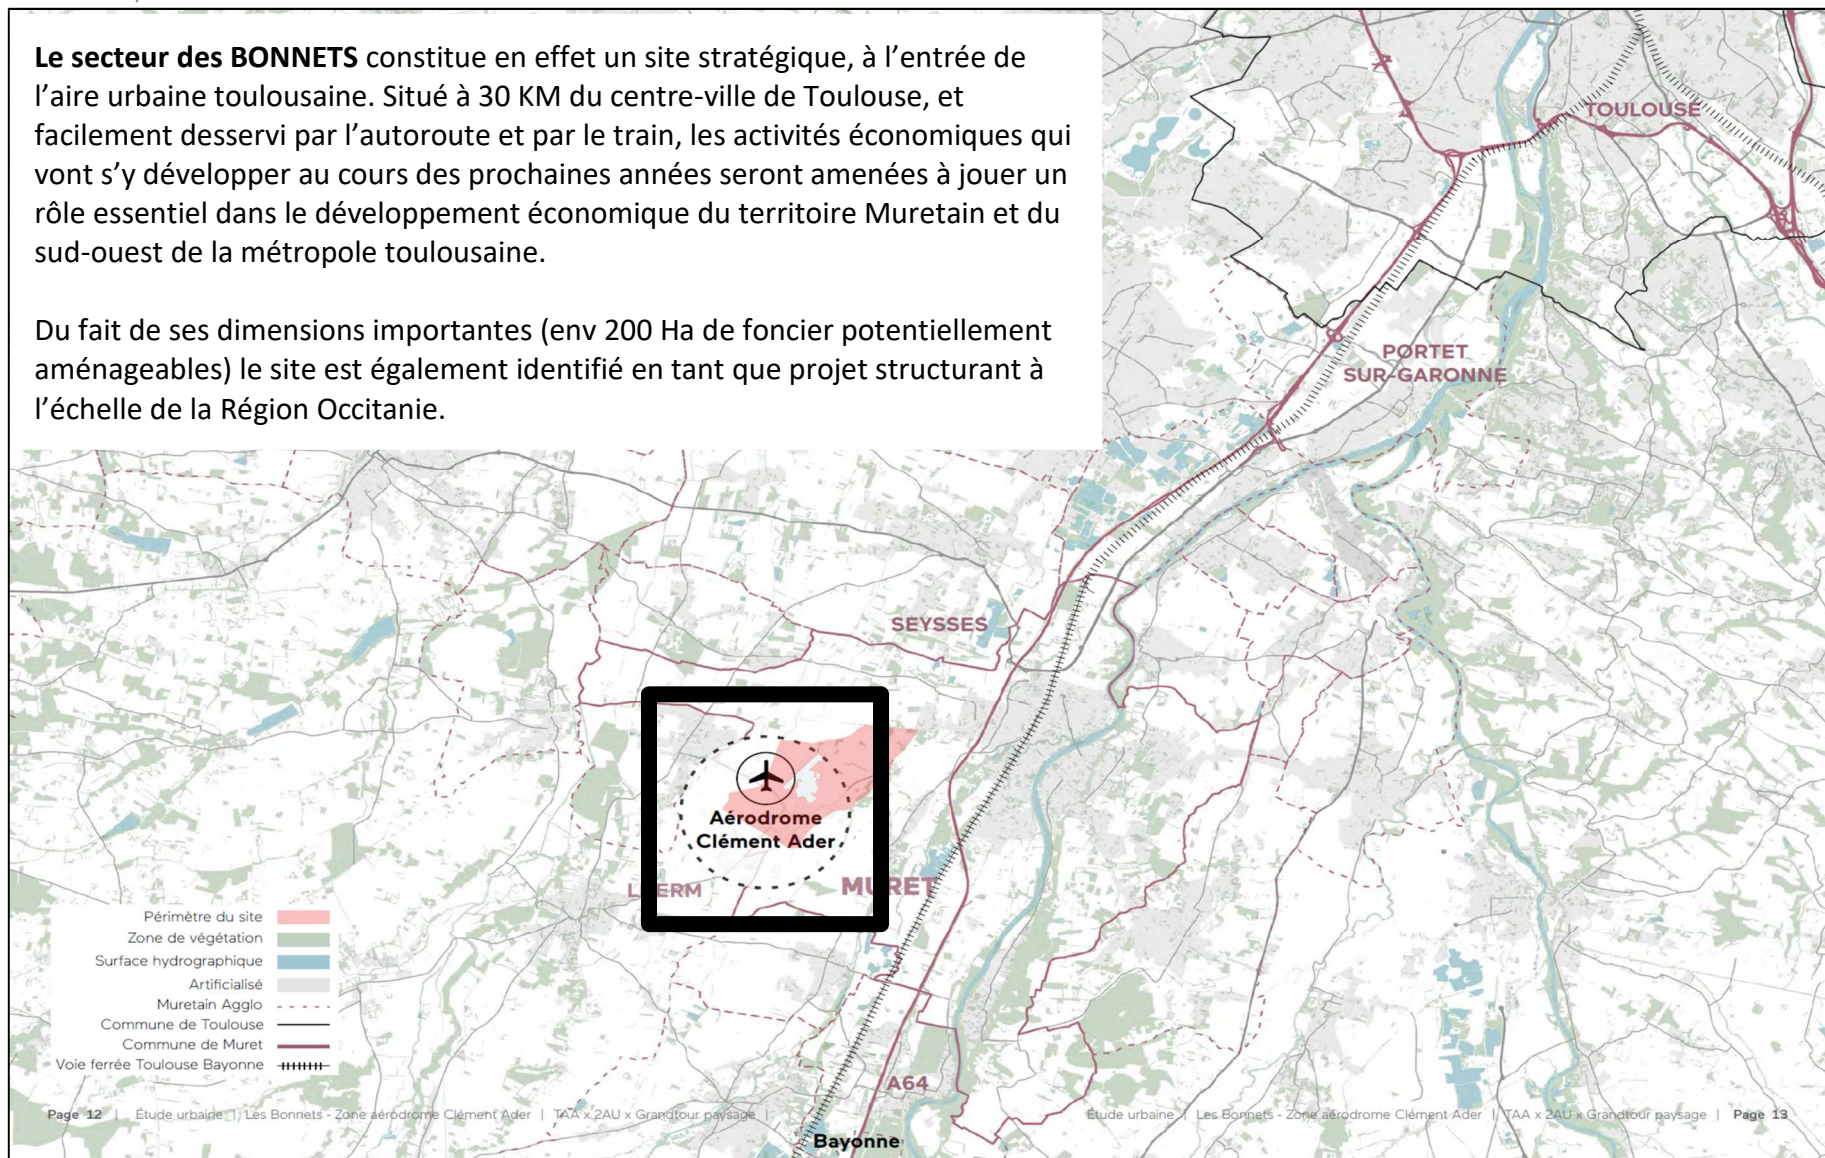 Le secteur des BONNETS constitue en effet un site stratégique, à l'entrée de
l'aire urbaine toulousaine. Situé à 30 KM du centre-ville de Toulouse, et
facilement desservi par l'autoroute et par le train, les activités économiques qui
vont s'y développer au cours des prochaines années seront amenées à jouer un
rôle essentiel dans le développement économique du territoire Muretain et du
sud-ouest de la métropole toulousaine.
Du fait de ses dimensions importantes (env 200 Ha de foncier potentiellement
aménageables) le site est également identifié en tant que projet structurant à
l'échelle de la Région Occitanie.
TOULOUSE
PORTET
SUR-GARONNE
SEYSSES
Aérodrome
Clément Ader
MURET
A64
Bayonne
Périmètre du site
Zone de végétation
Surface hydrographique
Artificialisé
Muretain Agglo
Commune de Toulouse
Commune de Muret
Voie ferrée Toulouse Bayonne
Page 12 | Étude urbaine | Les Bonnets - Zone aérodrome Clément Ader | TAA x 2AU x Grandtour paysage |
Étude urbaine | Les Bonnets - Zone aérodrome Clément Ader | TAA x 2AU x Grandtour paysage | Page 13